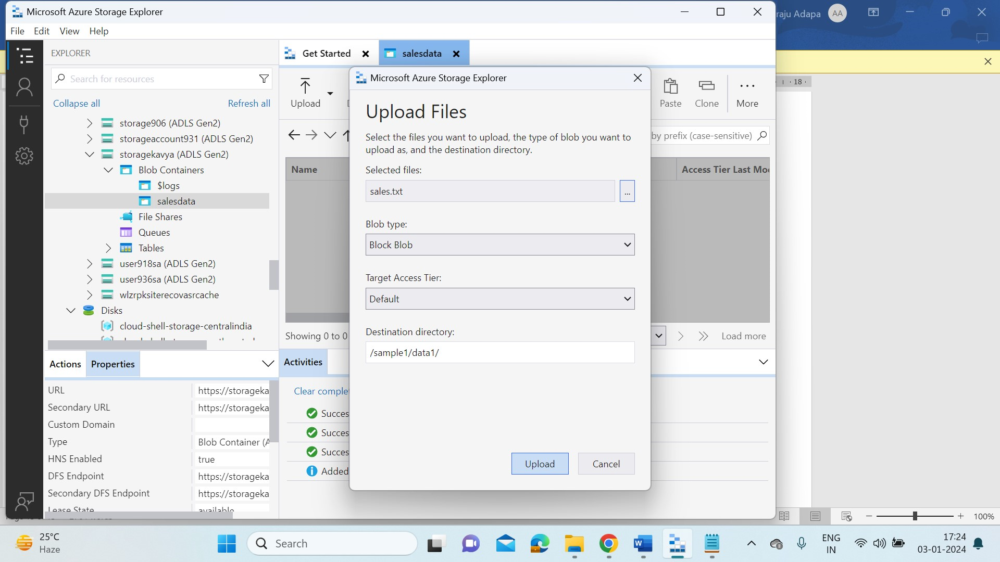 Microsoft Azure Storage Explorer
raju Adapa
AA
File Edit View Help
EXPLORER
Search for resources
Collapse all
Refresh all
storage906 (ADLS Gen2)
storageaccount931 (ADLS Gen2)
storagekavya (ADLS Gen2)
Blob Containers
$logs
salesdata
File Shares
Queues
Tables
user918sa (ADLS Gen2)
user936sa (ADLS Gen2)
wlzrpksiterecovasrcache
Disks
cloud-shell-storage-centralindia
Actions
Properties
URL https://storageka
Secondary URL https://storageka
Custom Domain
Type Blob Container (A
HNS Enabled true
DFS Endpoint https://storageka
Secondary DFS Endpoint https://storageka
Lease State available
Get Started
salesdata
Upload
Paste
Clone
More
by prefix (case-sensitive)
Name
Access Tier Last Mo
Showing 0 to 0
Load more
Activities
Clear comple
Succes
Succes
Succes
Added
Microsoft Azure Storage Explorer
Upload Files
Select the files you want to upload, the type of blob you want to
upload as, and the destination directory.
Selected files:
sales.txt
...
Blob type:
Block Blob
Target Access Tier:
Default
Destination directory:
/sample1/data1/
Upload
Cancel
18
100%
25°C
Haze
Search
ENG
IN
17:24
03-01-2024